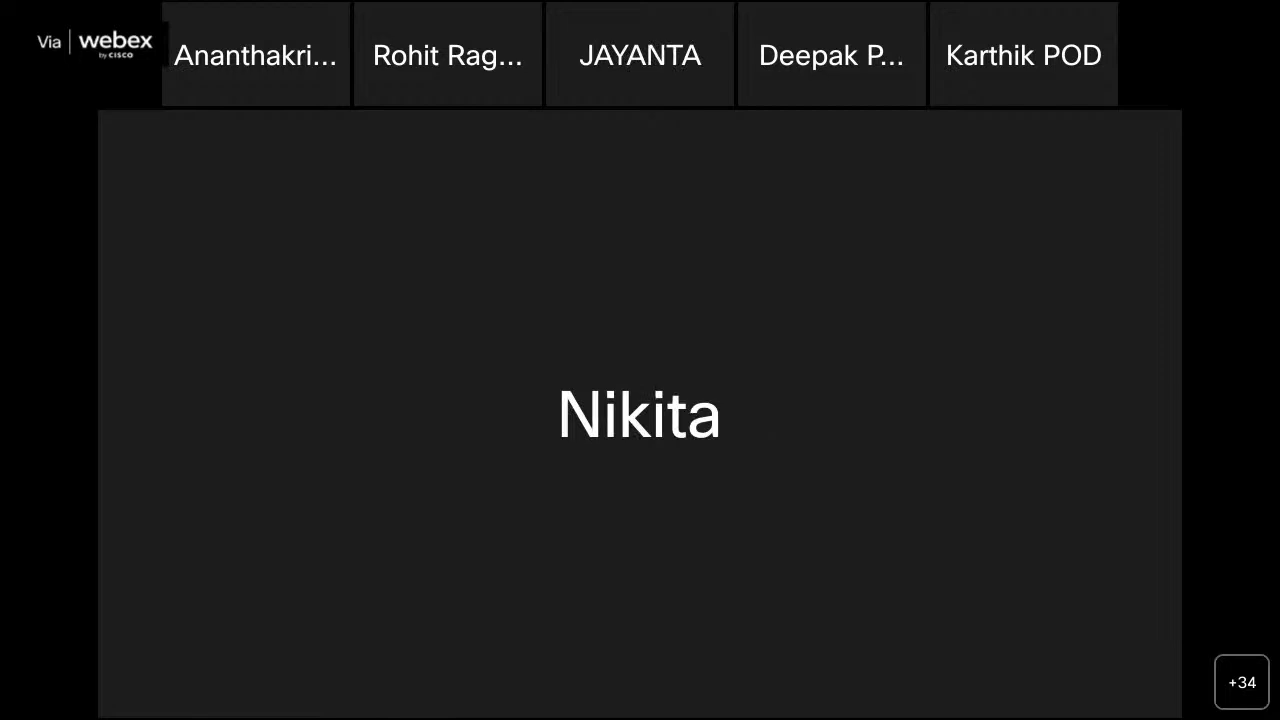 Via | webex
by CISCO
Ananthakri...
Rohit Rag...
JAYANTA
Deepak P...
Karthik POD
Nikita
+34